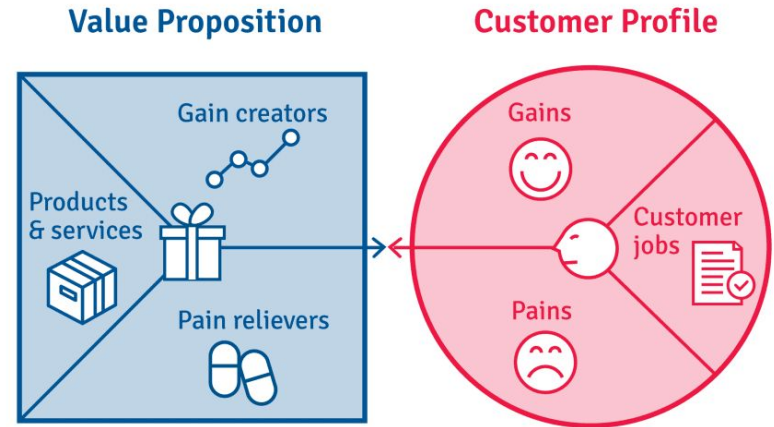 Value Proposition
Customer Profile
Gain creators
Products
& services
Pain relievers
Gains
Customer
jobs
Pains